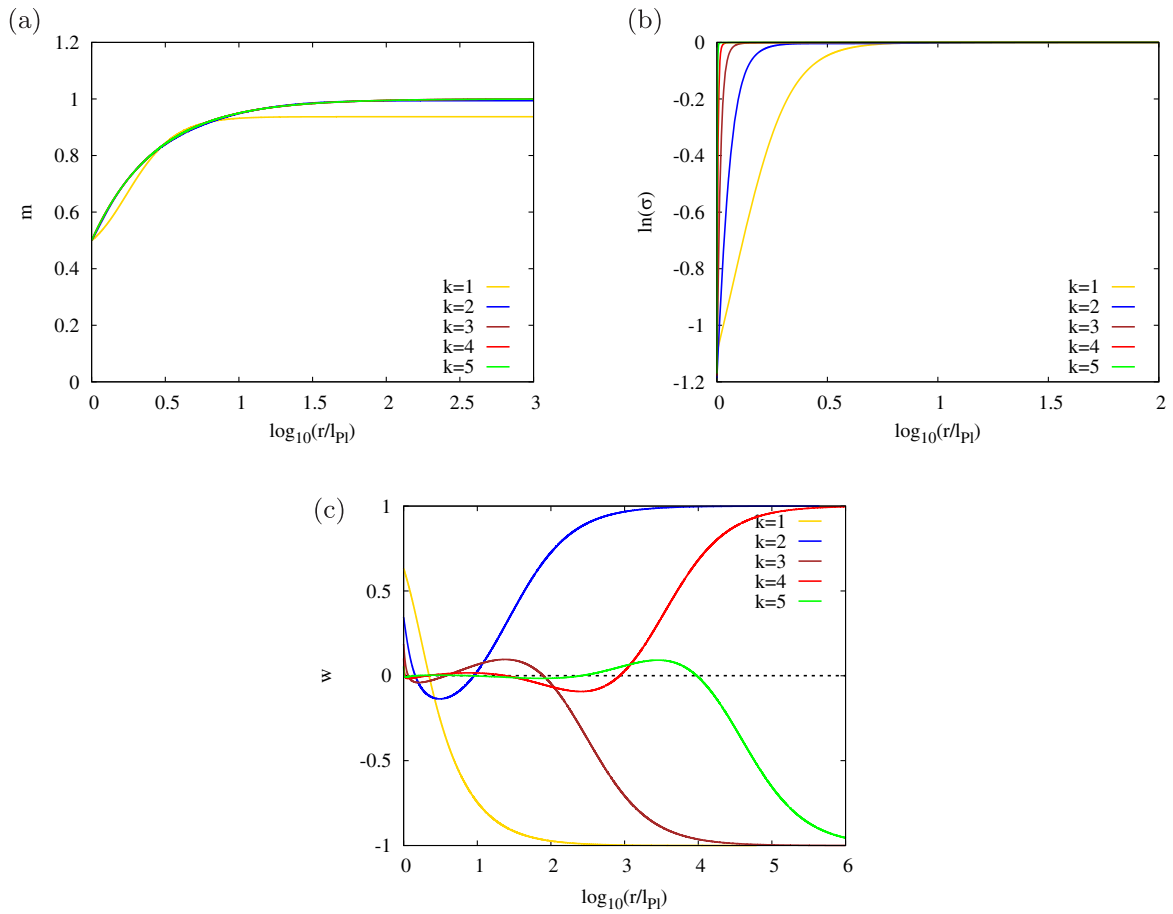 (a)
1.2
1
0.8
0.6
0.4
0.2
0
m
k=1
k=2
k=3
k=4
k=5
0 0.5 1 1.5 2 2.5 3
log10(r/lPl)
(b)
0
-0.2
-0.4
-0.6
-0.8
-1
-1.2
ln(σ)
k=1
k=2
k=3
k=4
k=5
0 0.5 1 1.5 2
log10(r/lPl)
(c)
1
0.5
0
-0.5
-1
w
k=1
k=2
k=3
k=4
k=5
0 1 2 3 4 5 6
log10(r/lPl)